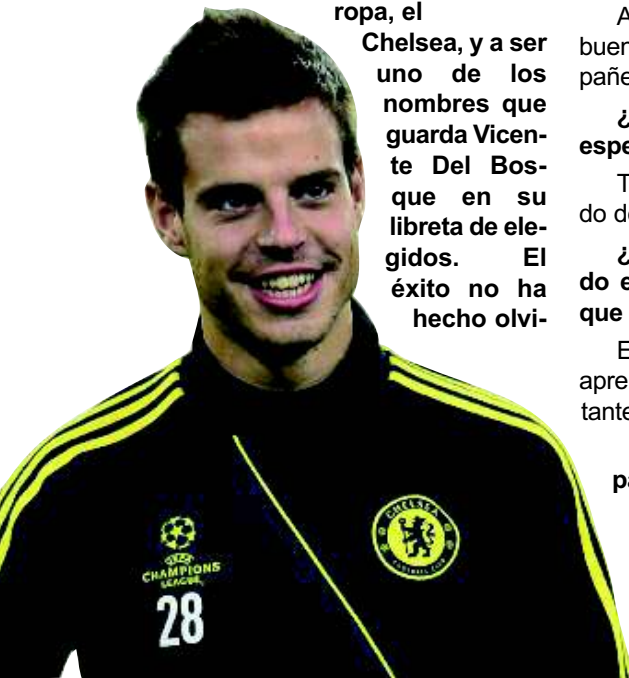 ropa, el
Chelsea, y a ser
uno de los
nombres que
guarda Vicen-
te Del Bos-
que en su
libreta de ele-
gidos. El
éxito no ha
hecho olvi-
A
buen
pañe
¿
espe
T
do de
¿
do e
que
E
apre
tante
pa
CHELSEA
FOOTBALL CLUB
UEFA
CHAMPIONS
LEAGUE
28